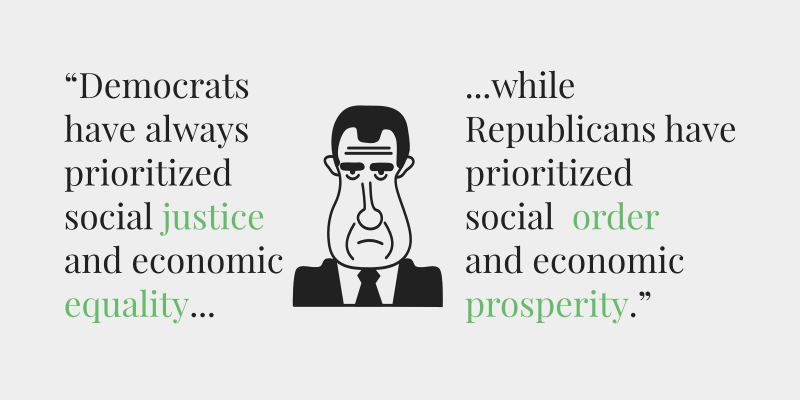 “Democrats
have always
prioritized
social justice
and economic
equality...
...while
Republicans have
prioritized
social order
and economic
prosperity.”